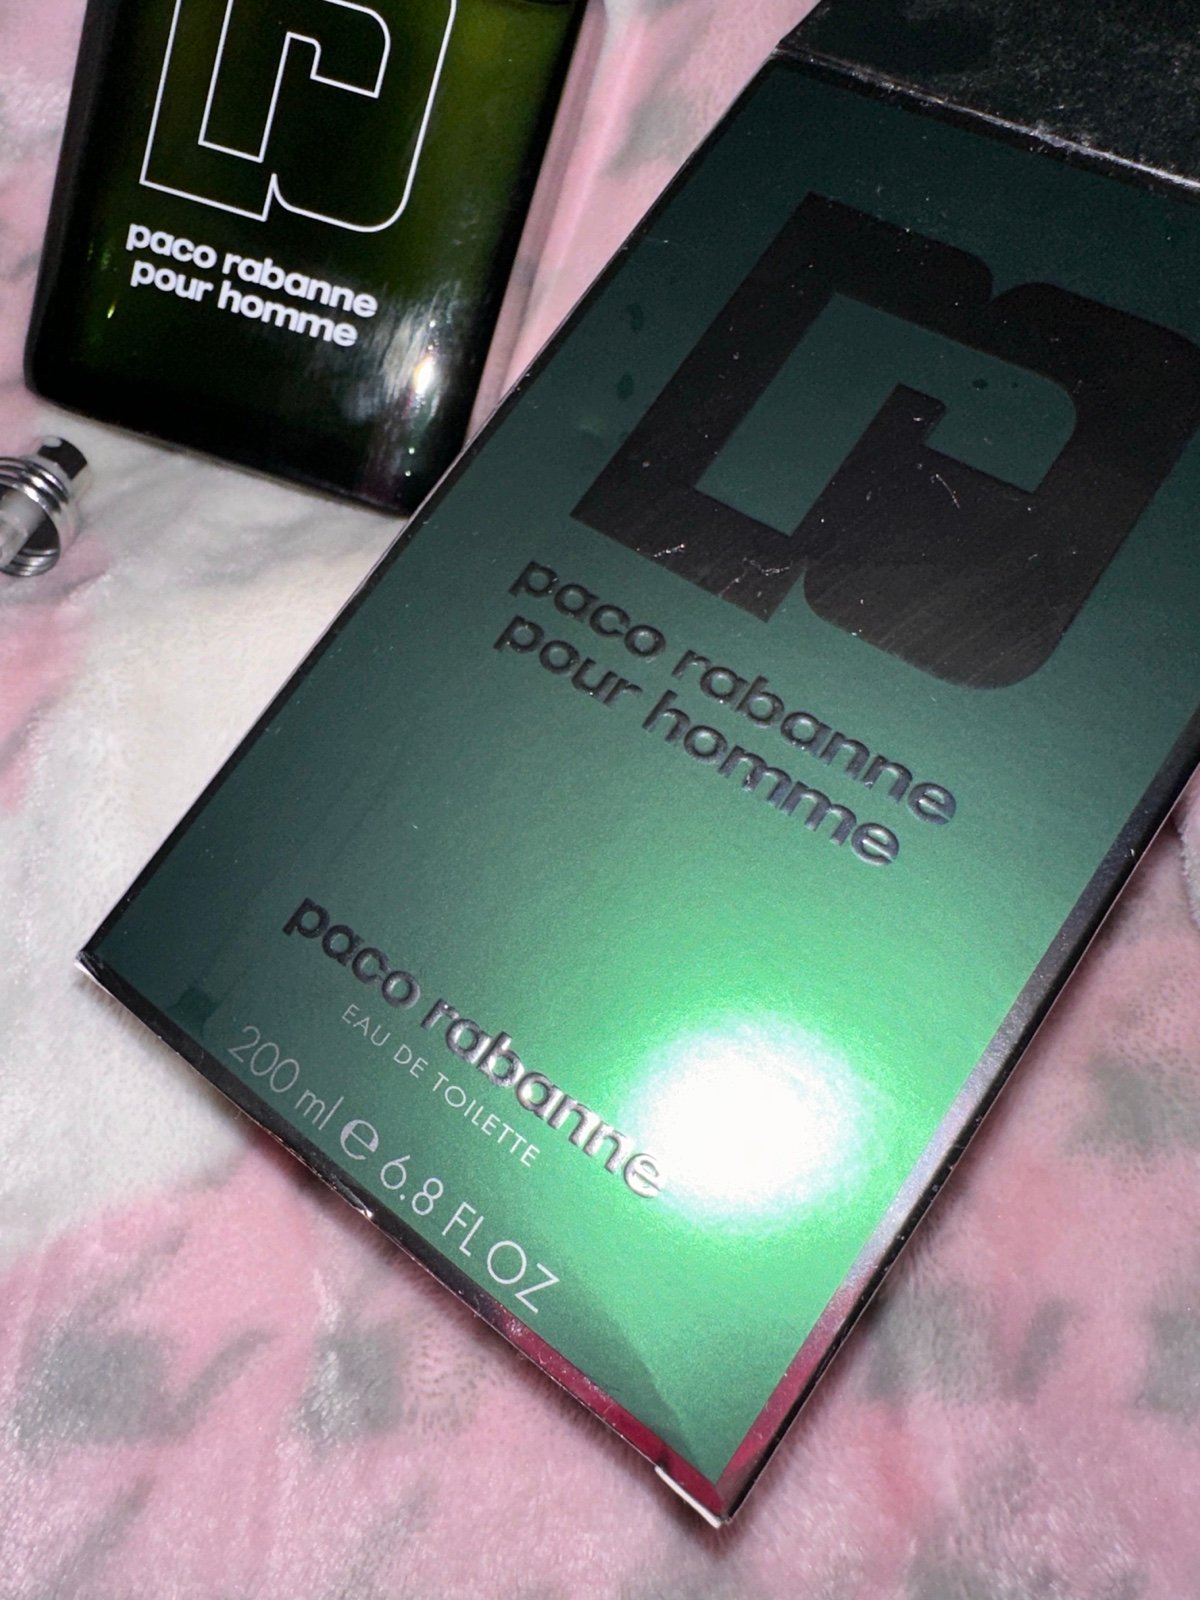 paco rabanne
pour homme
paco rabanne
pour homme
paco rabanne
EAU DE TOILETTE
200 ml e 6.8 FL OZ